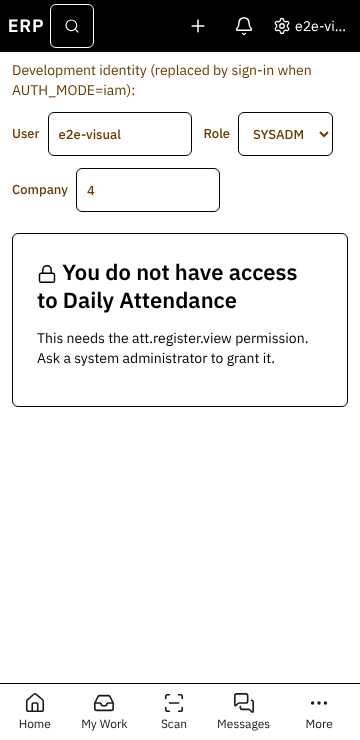 ERP
e2e-vi...
Development identity (replaced by sign-in when
AUTH_MODE=iam):
User e2e-visual Role SYSADM
Company 4
You do not have access
to Daily Attendance
This needs the att.register.view permission.
Ask a system administrator to grant it.
Home My Work Scan Messages More